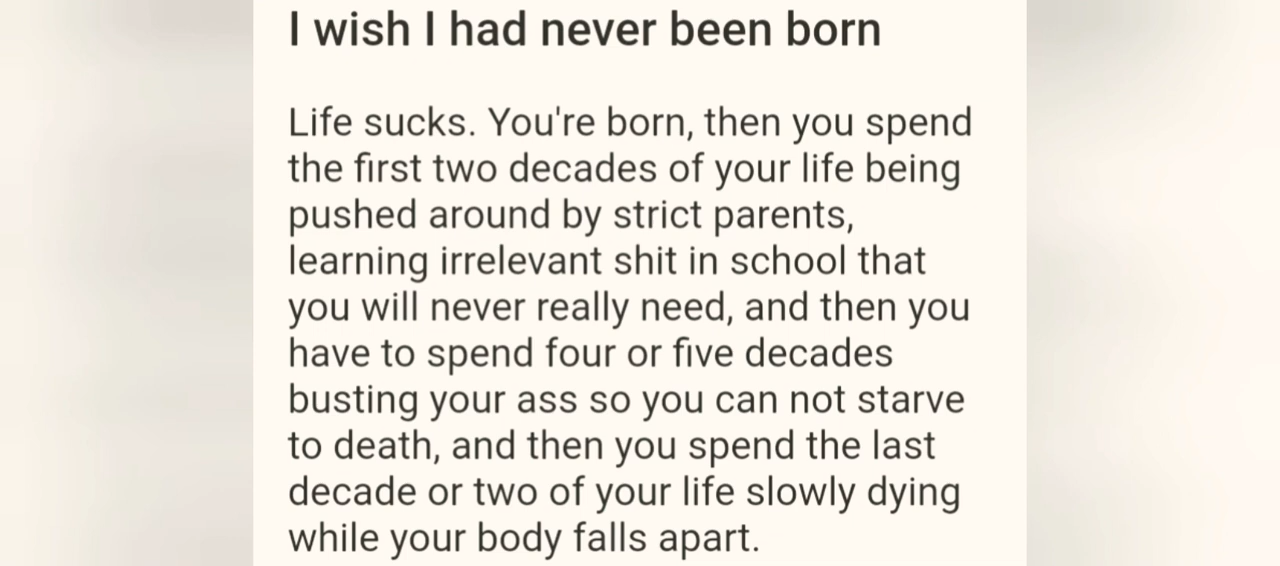 I wish I had never been born
Life sucks. You're born, then you spend
the first two decades of your life being
pushed around by strict parents,
learning irrelevant shit in school that
you will never really need, and then you
have to spend four or five decades
busting your ass so you can not starve
to death, and then you spend the last
decade or two of your life slowly dying
while your body falls apart.